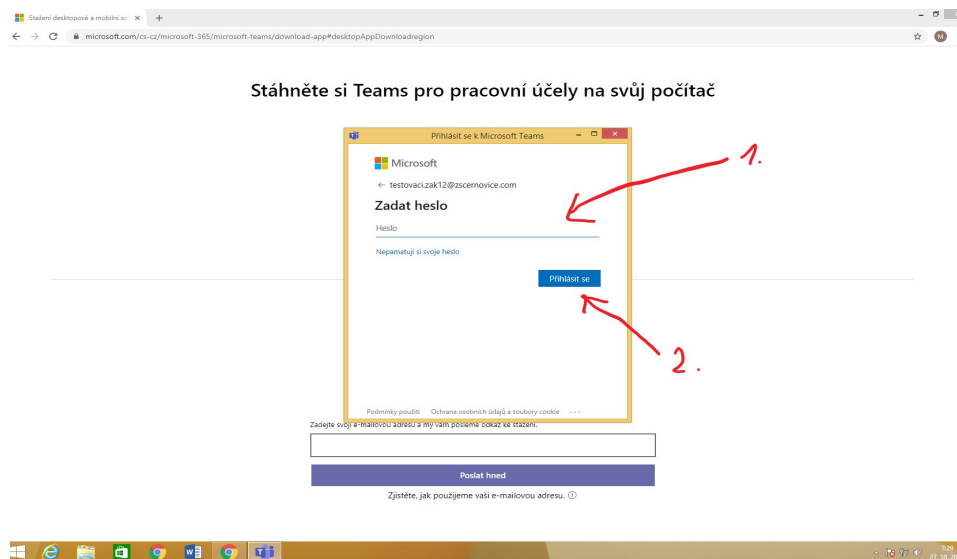 Stažení desktopové a mobilní ap
microsoft.com/cs-cz/microsoft-365/microsoft-teams/download-app#desktopAppDownloadregion
M
Stáhněte si Teams pro pracovní účely na svůj počítač
Přihlásit se k Microsoft Teams
Microsoft
testovaci.zak12@zscernovice.com
Zadat heslo
Heslo
Nepamatuji si svoje heslo
Přihlásit se
1.
2.
Podmínky použití Ochrana osobních údajů a soubory cookie ...
Zadejte svoji e-mailovou adresu a my vám pošleme odkaz ke stažení.
Poslat hned
Zjistěte, jak použijeme vaši e-mailovou adresu.
7:29